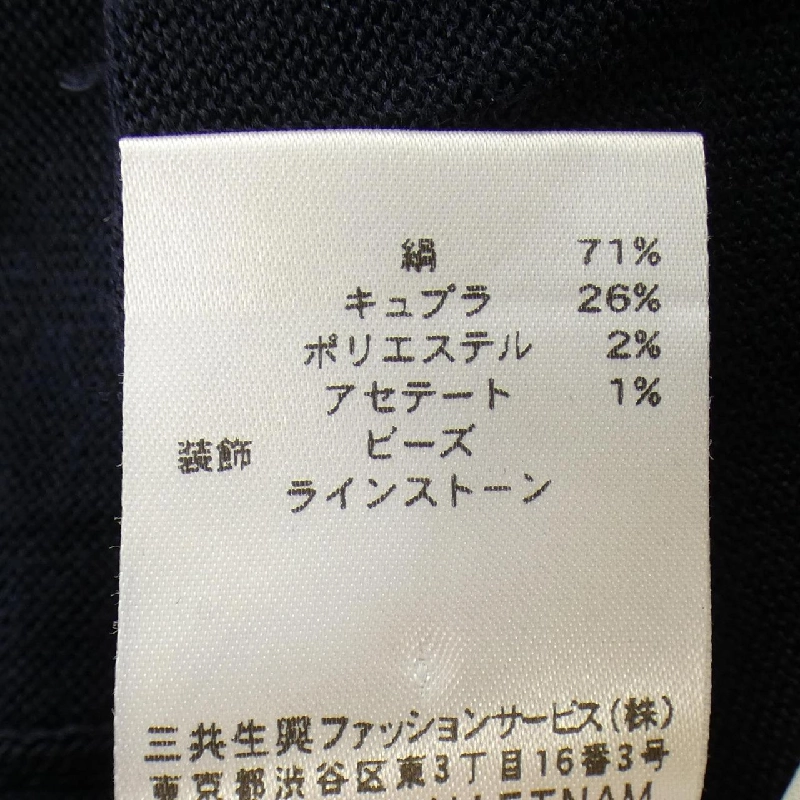 絹 71%
キュプラ 26%
ポリエステル 2%
アセテート 1%
装飾 ビーズ
ラインストーン
三共生興ファッションサービス(株)
東京都渋谷区東3丁目16番3号
VIETNAM